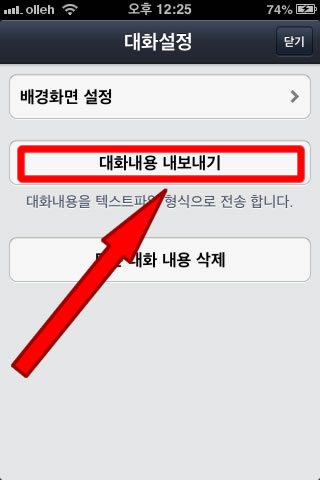 olleh 오후 12:25 74%
대화설정 닫기
배경화면 설정
대화내용 내보내기
대화내용을 텍스트파일 형식으로 전송 합니다.
대화 내용 삭제